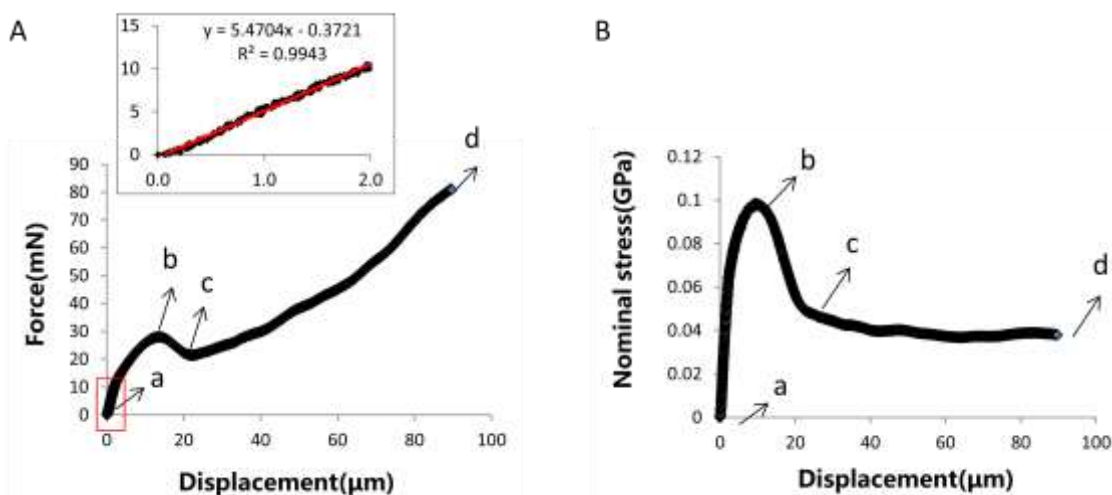 A
y = 5.4704x - 0.3721
R² = 0.9943
15
10
5
0
0.0 1.0 2.0
90
80
70
60
50
40
30
20
10
0
Force(mN)
a
b
c
d
0 20 40 60 80 100
Displacement(μm)
B
0.12
0.1
0.08
0.06
0.04
0.02
0
Nominal stress(GPa)
a
b
c
d
0 20 40 60 80 100
Displacement(μm)